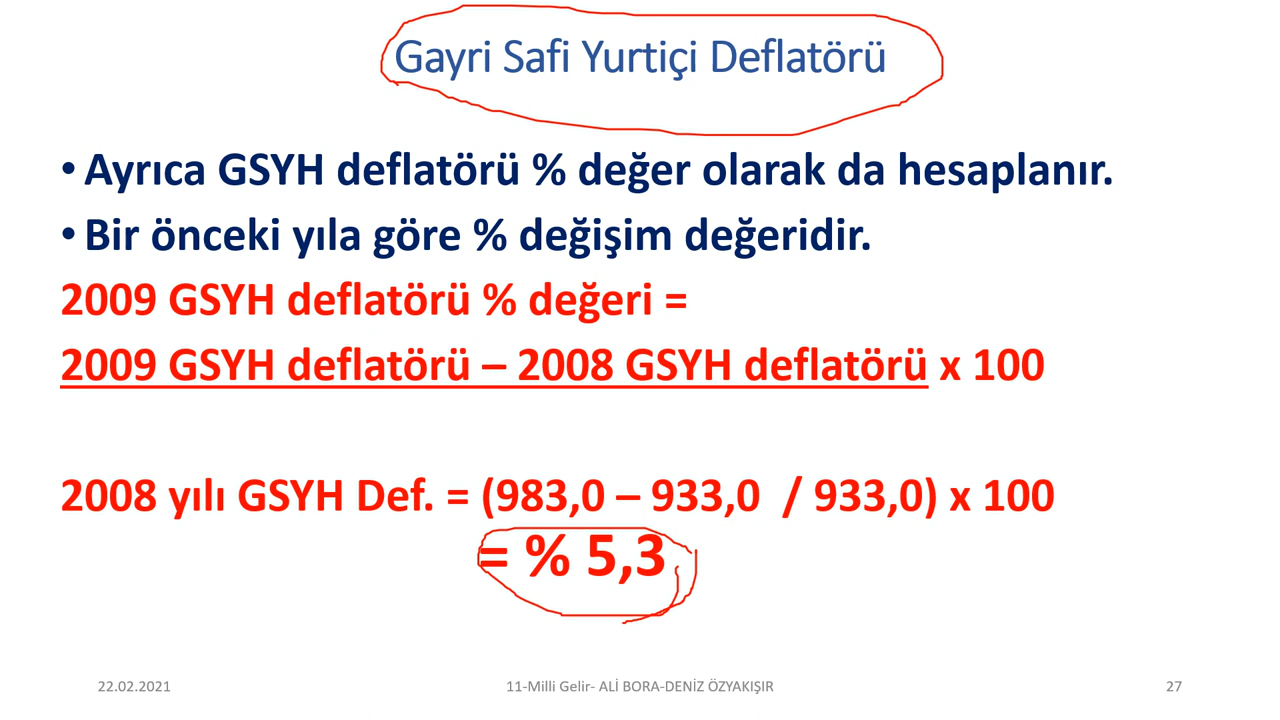 Gayri Safi Yurtiçi Deflatörü
• Ayrıca GSYH deflatörü % değer olarak da hesaplanır.
• Bir önceki yıla göre % değişim değeridir.
2009 GSYH deflatörü % değeri =
2009 GSYH deflatörü – 2008 GSYH deflatörü x 100
2008 yılı GSYH Def. = (983,0 – 933,0 / 933,0) x 100
= % 5,3
22.02.2021 11-Milli Gelir- ALİ BORA-DENİZ ÖZYAKIŞIR 27